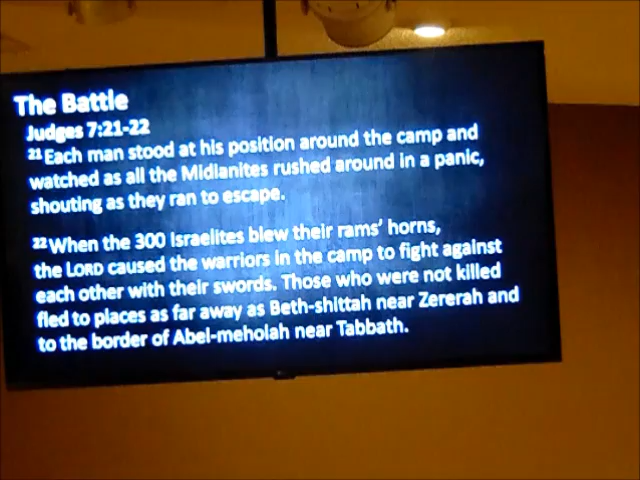 The Battle
Judges 7:21-22
21 Each man stood at his position around the camp and
watched as all the Midianites rushed around in a panic,
shouting as they ran to escape.
22 When the 300 Israelites blew their rams’ horns,
the LORD caused the warriors in the camp to fight against
each other with their swords. Those who were not killed
fled to places as far away as Beth-shittah near Zererah and
to the border of Abel-meholah near Tabbath.